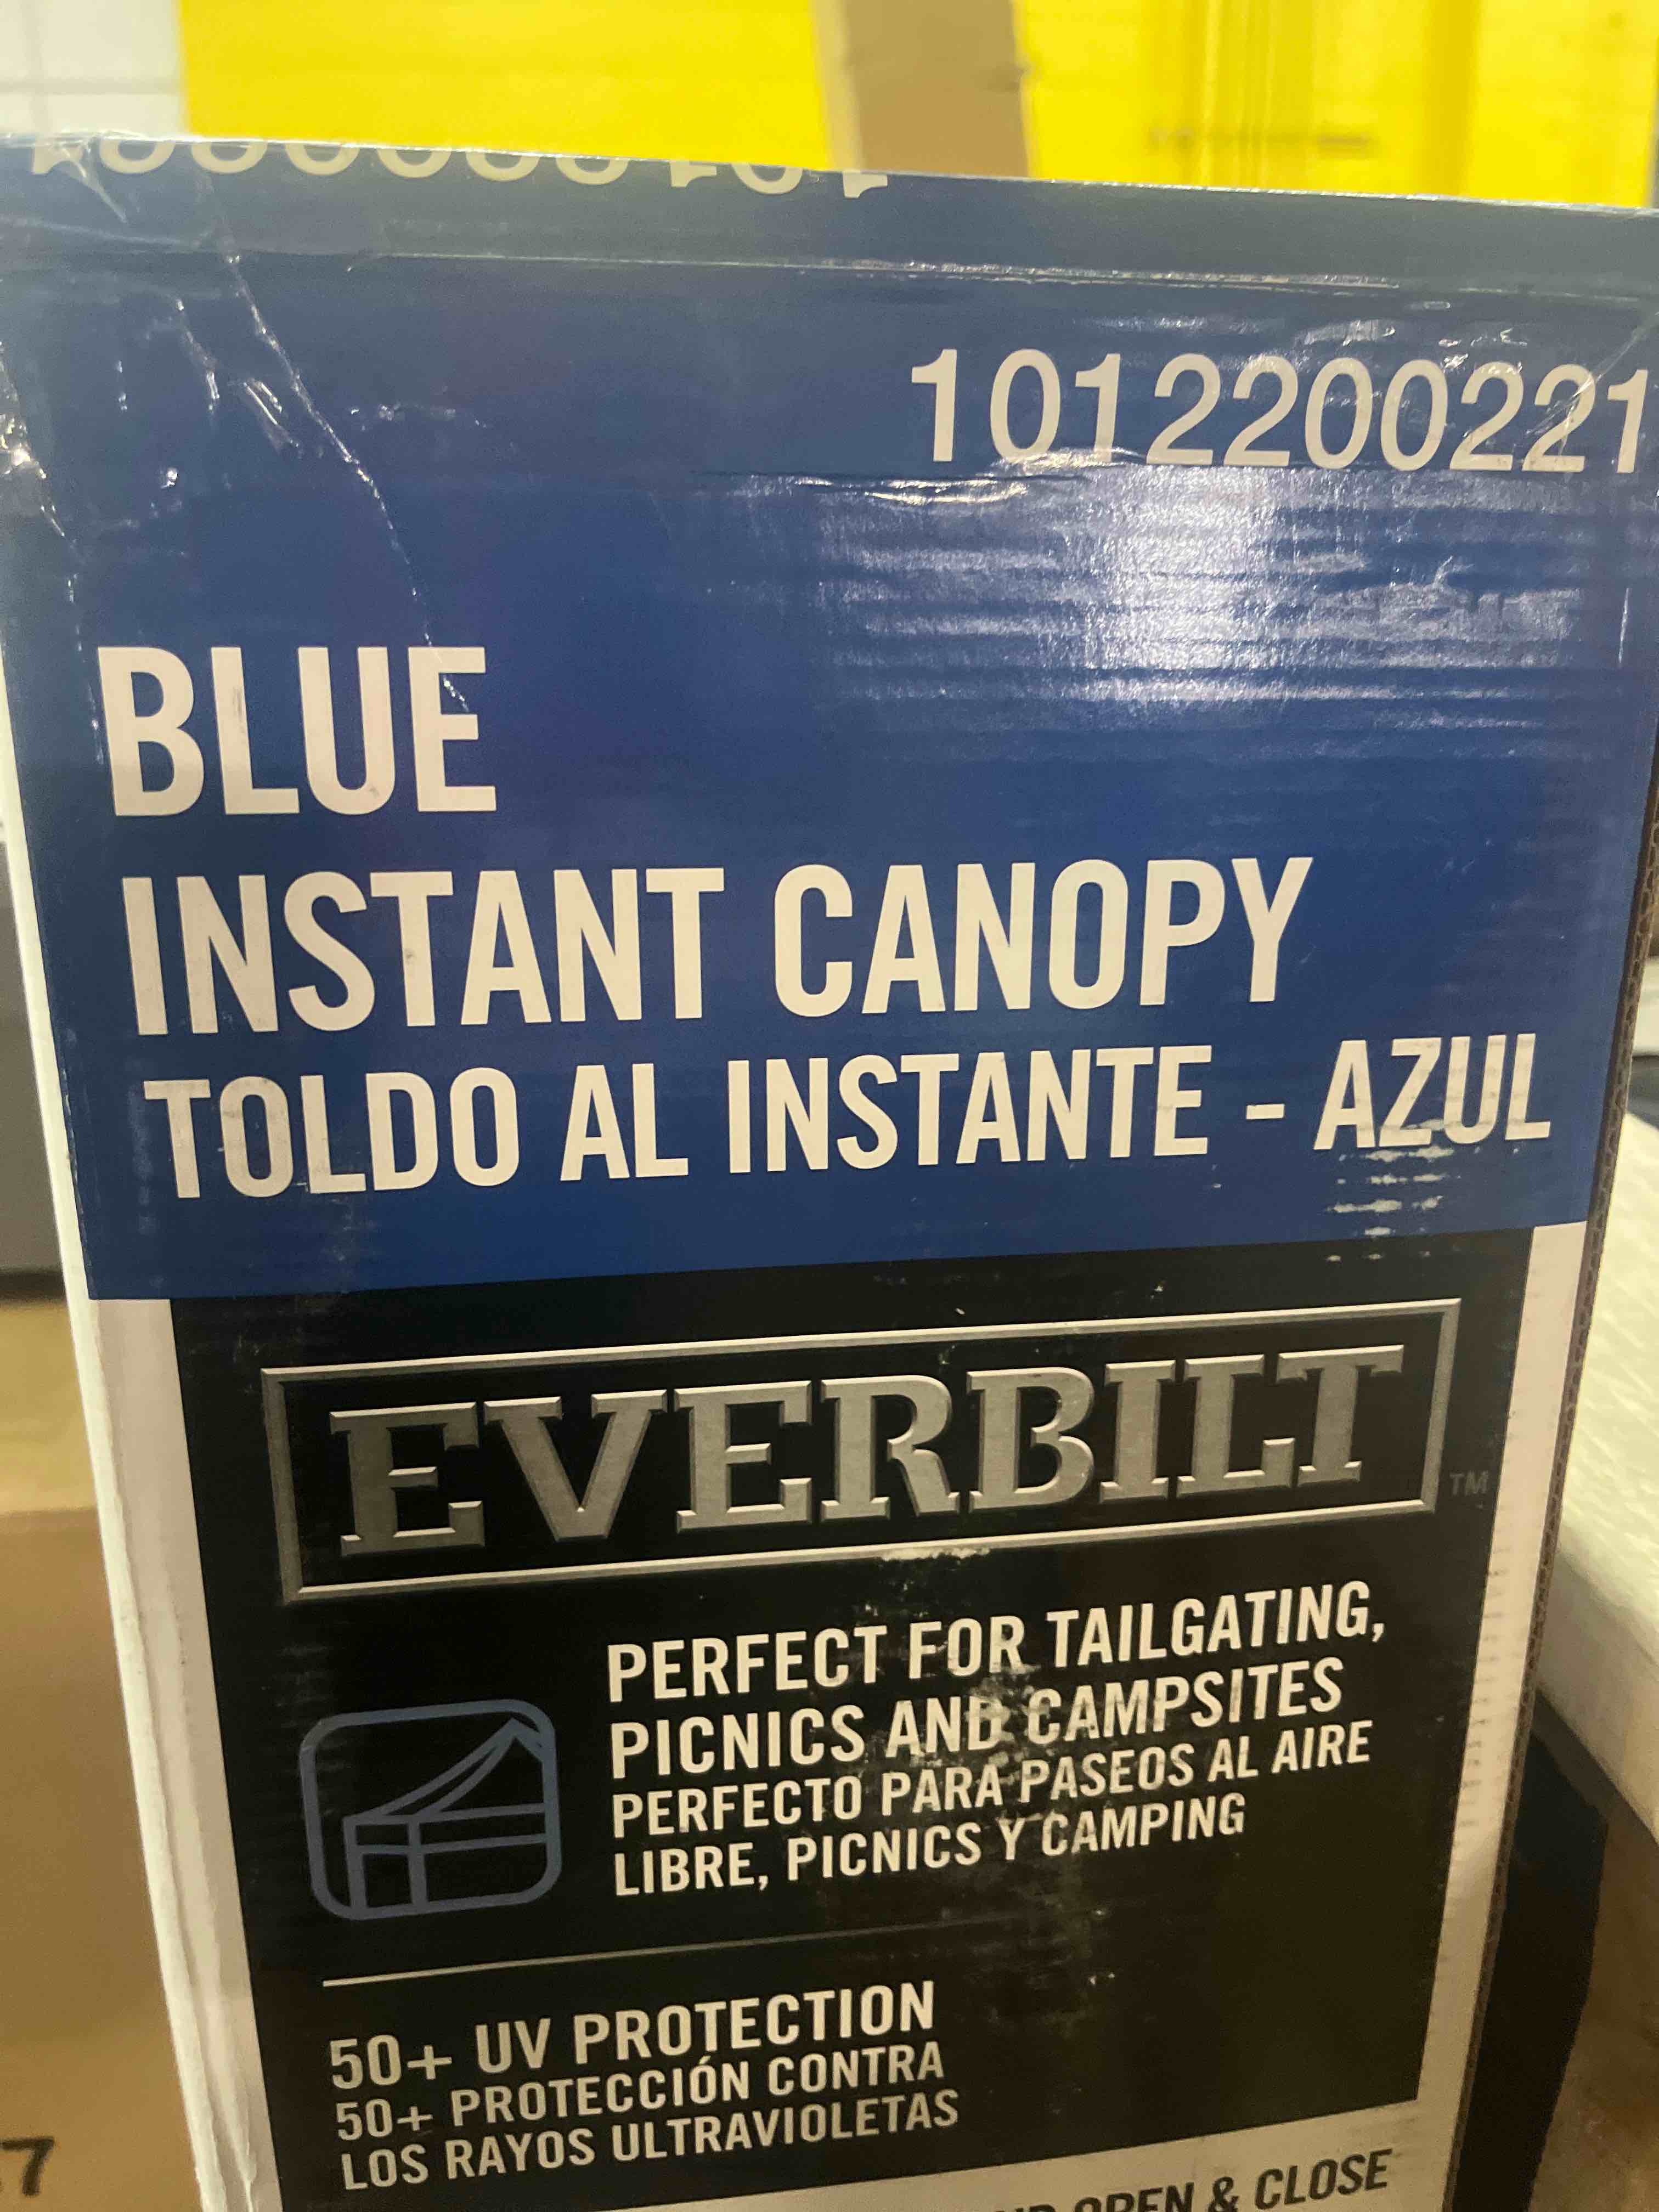 1012200221
BLUE
INSTANT CANOPY
TOLDO AL INSTANTE - AZUL
EVERBILT TM
PERFECT FOR TAILGATING,
PICNICS AND CAMPSITES
PERFECTO PARA PASEOS AL AIRE
LIBRE, PICNICS Y CAMPING
50+ UV PROTECTION
50+ PROTECCIÓN CONTRA
LOS RAYOS ULTRAVIOLETAS
OPEN & CLOSE